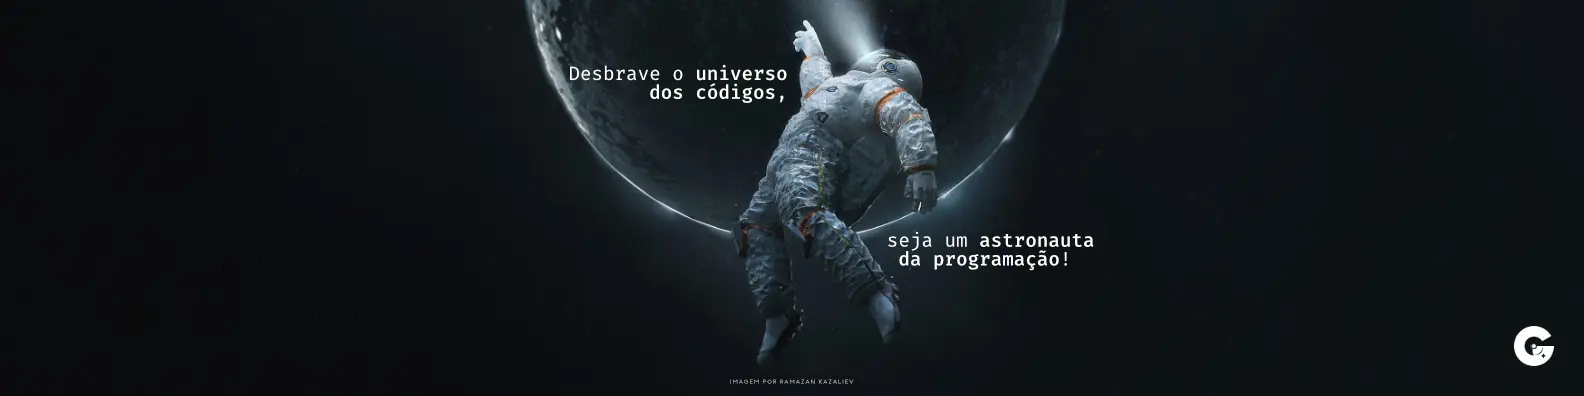 Desbrave o universo
dos códigos,
seja um astronauta
da programação!
IMAGEM POR RAMAZAN KAZALIEV